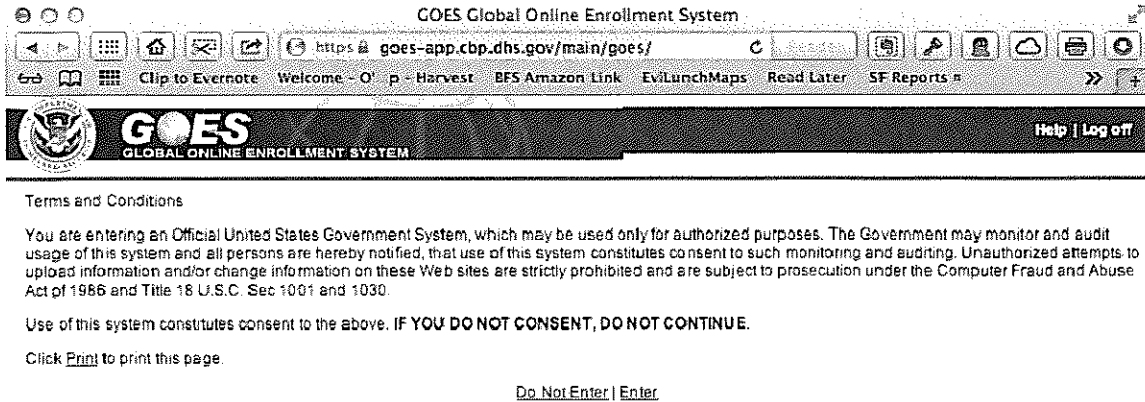 GOES Global Online Enrollment System
https goes-app.cbp.dhs.gov/main/goes/
Clip to Evernote Welcome - O' p - Harvest BFS Amazon Link EvilLunchMaps Read Later SF Reports
GOES
GLOBAL ONLINE ENROLLMENT SYSTEM
Help | Log off
Terms and Conditions
You are entering an Official United States Government System, which may be used only for authorized purposes. The Government may monitor and audit
usage of this system and all persons are hereby notified, that use of this system constitutes consent to such monitoring and auditing. Unauthorized attempts to
upload information and/or change information on these Web sites are strictly prohibited and are subject to prosecution under the Computer Fraud and Abuse
Act of 1986 and Title 18 U.S.C. Sec 1001 and 1030.
Use of this system constitutes consent to the above. IF YOU DO NOT CONSENT, DO NOT CONTINUE.
Click Print to print this page.
Do Not Enter | Enter